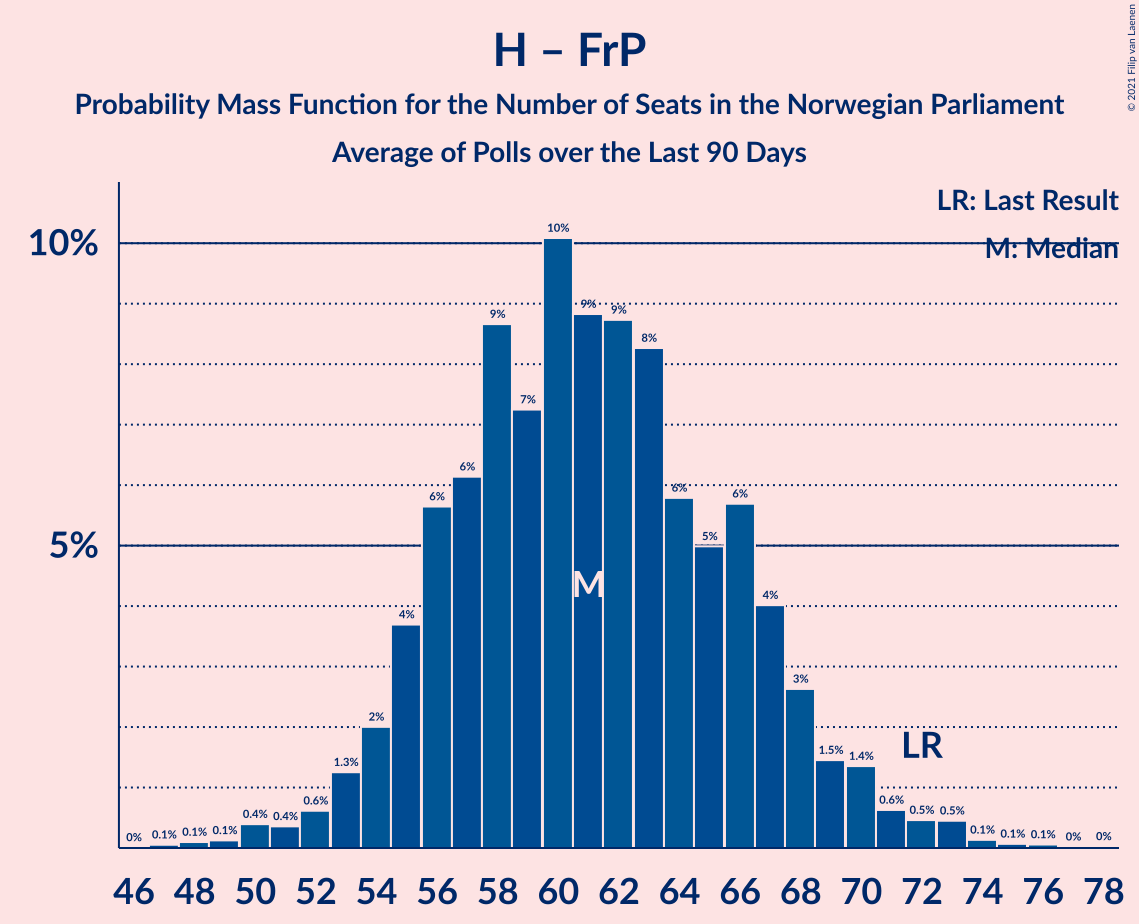 H – FrP
Probability Mass Function for the Number of Seats in the Norwegian Parliament
Average of Polls over the Last 90 Days
© 2021 Filip van Laenen
LR: Last Result
M: Median
10%
5%
0% 0.1% 0.1% 0.1% 0.4% 0.4% 0.6% 1.3% 2% 4% 6% 6% 9% 7% 10% 9% 9% 8% 6% 5% 6% 4% 3% 1.5% 1.4% 0.6% 0.5% 0.5% 0.1% 0.1% 0.1% 0% 0%
M
LR
46 48 50 52 54 56 58 60 62 64 66 68 70 72 74 76 78